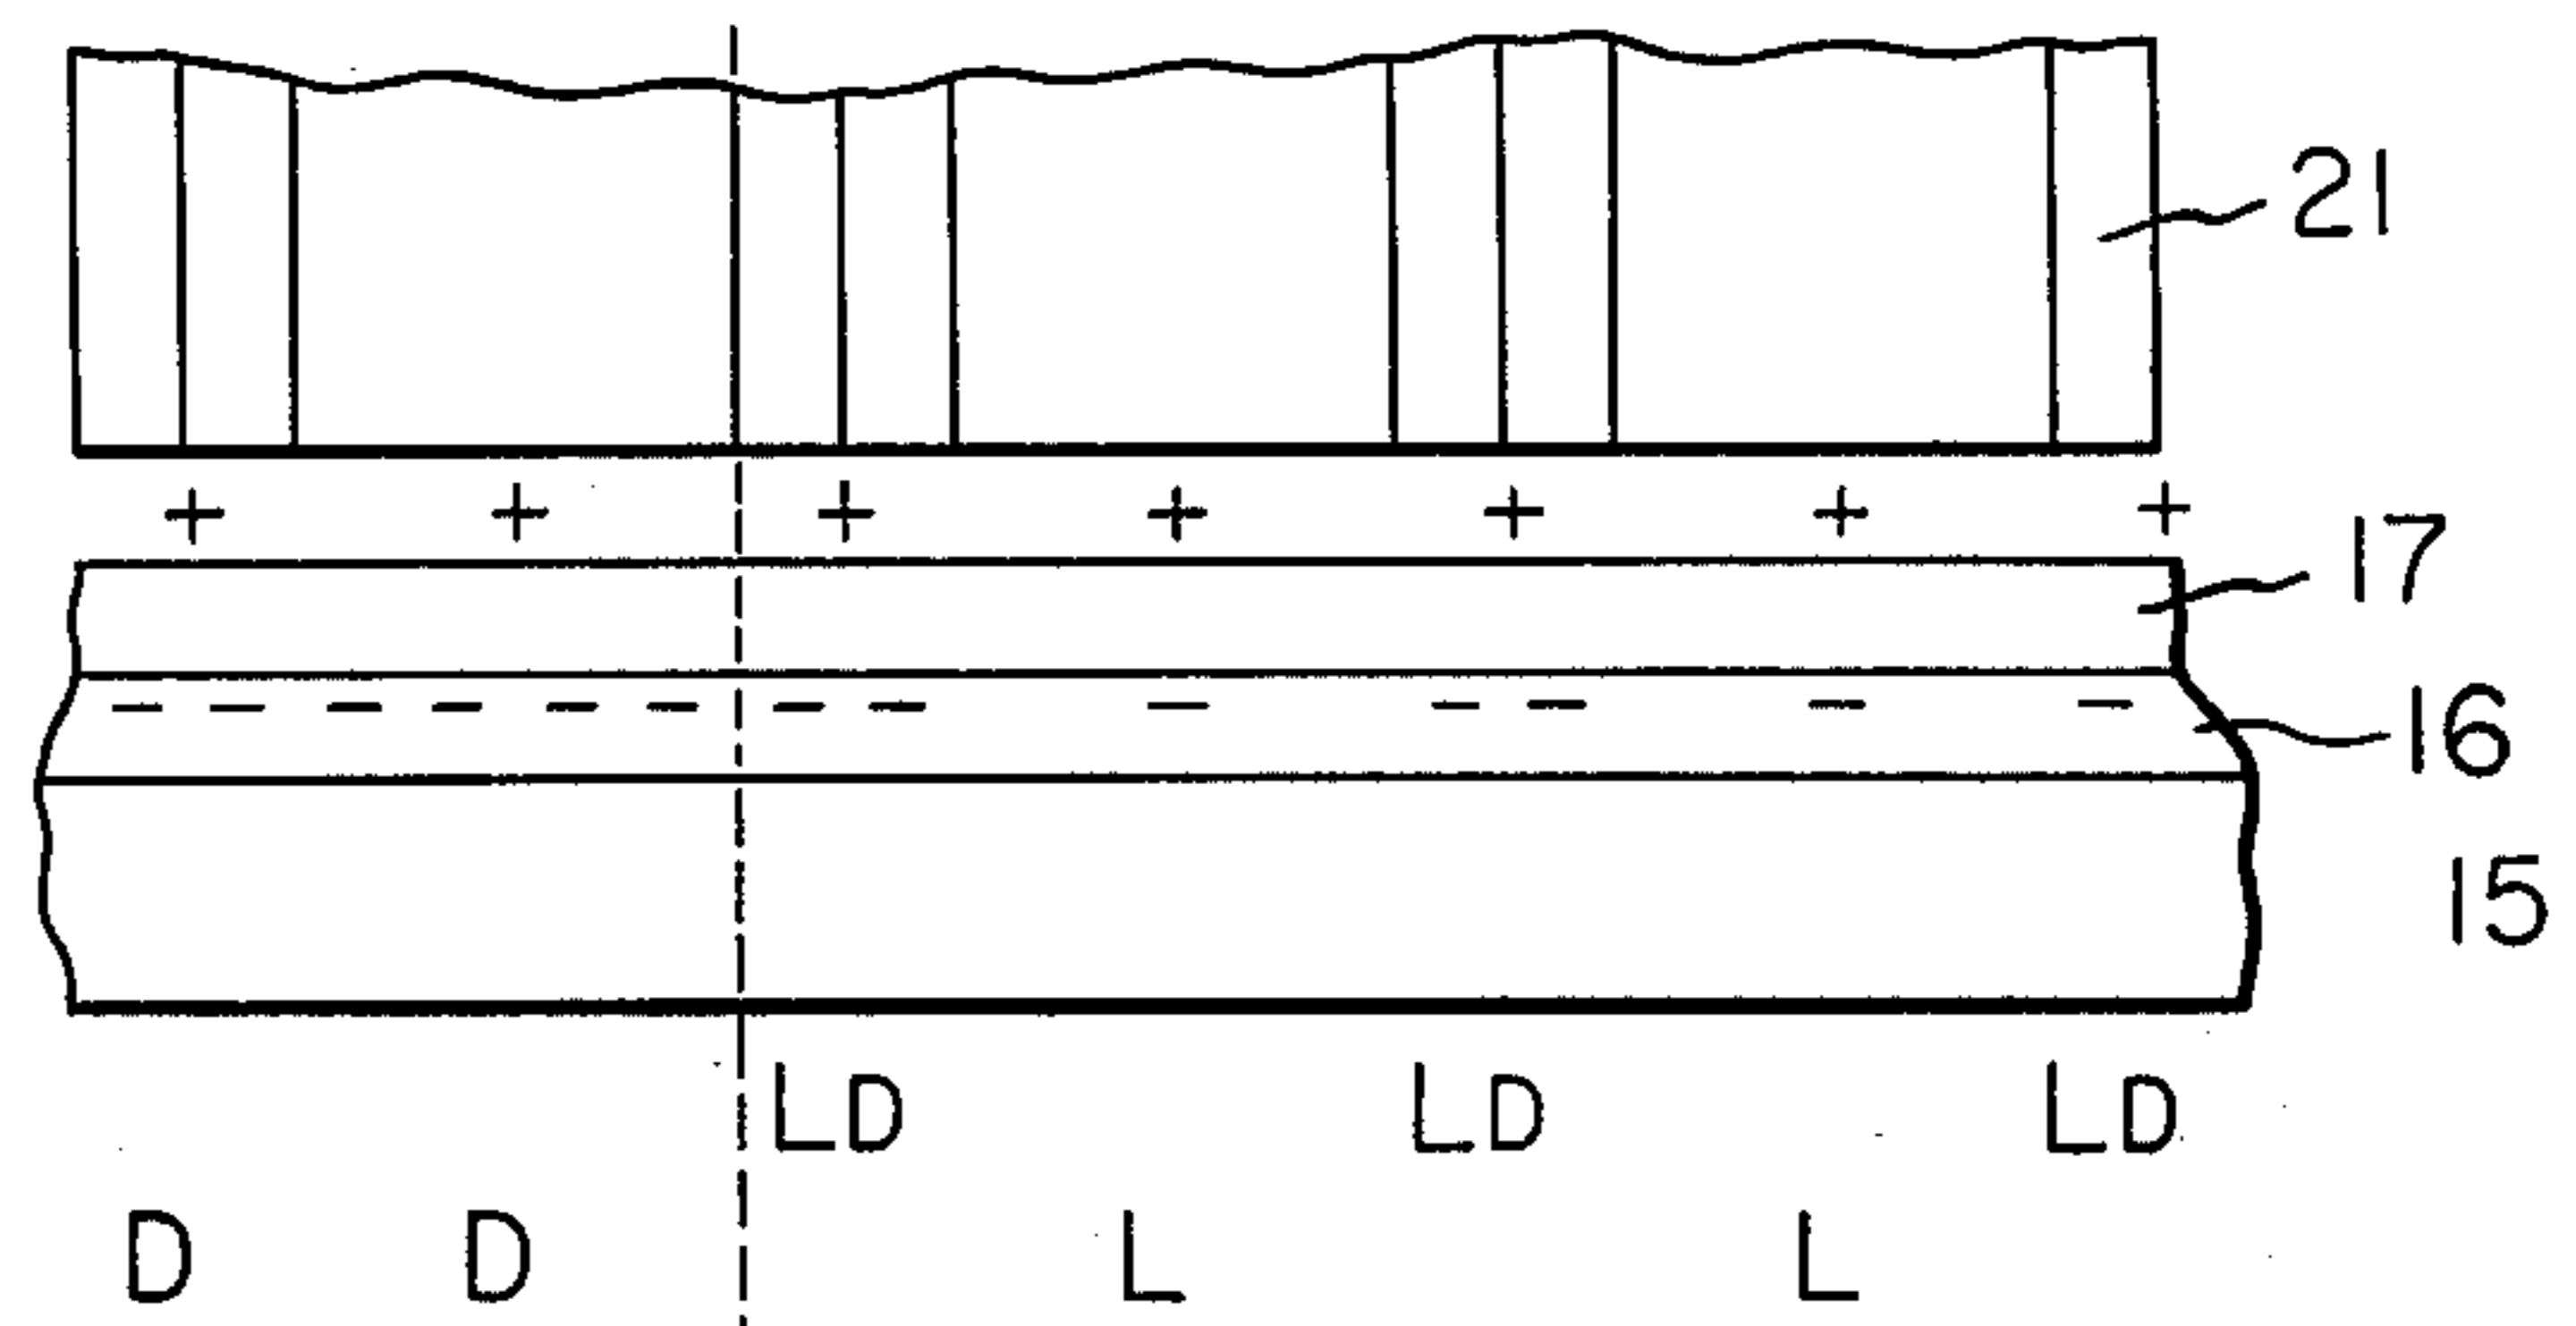 21
+ + + + + + +
17
− − − − − − − − − − − − −
16
15
LD LD LD
D D L L